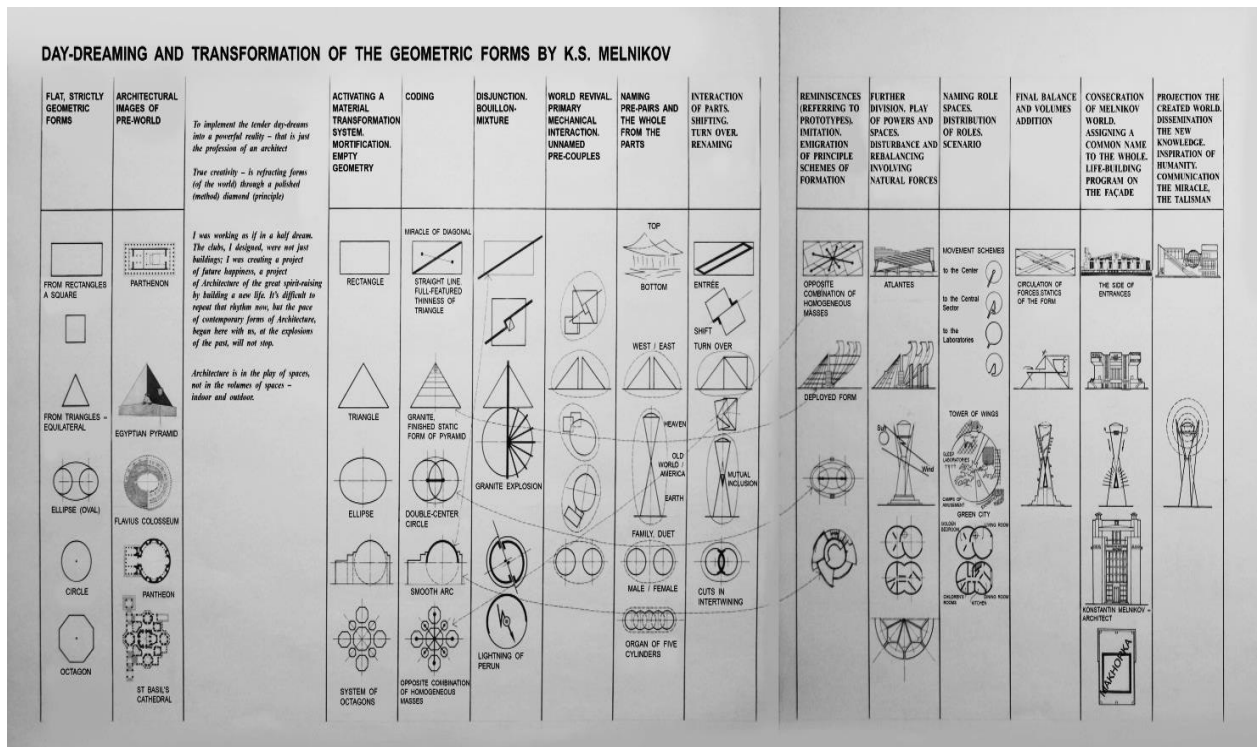 DAY-DREAMING AND TRANSFORMATION OF THE GEOMETRIC FORMS BY K.S. MELNIKOV
FLAT, STRICTLY
GEOMETRIC
FORMS
ARCHITECTURAL
IMAGES OF
PRE-WORLD
To implement the tender day-dreams
into a powerful reality – that is just
the profession of an architect
True creativity – is refracting forms
(of the world) through a polished
(method) diamond (principle)
ACTIVATING A
MATERIAL
TRANSFORMATION
SYSTEM.
MORTIFICATION.
EMPTY
GEOMETRY
CODING
DISJUNCTION.
BOUILLON-
MIXTURE
WORLD REVIVAL.
PRIMARY
MECHANICAL
INTERACTION.
UNNAMED
PRE-COUPLES
NAMING
PRE-PAIRS AND
THE WHOLE
FROM THE
PARTS
INTERACTION
OF PARTS.
SHIFTING.
TURN OVER.
RENAMING
REMINISCENCES
(REFERRING TO
PROTOTYPES).
IMITATION.
EMIGRATION
OF PRINCIPLE
SCHEMES OF
FORMATION
FURTHER
DIVISION. PLAY
OF POWERS AND
SPACES.
DISTURBANCE AND
REBALANCING
INVOLVING
NATURAL FORCES
NAMING ROLE
SPACES.
DISTRIBUTION
OF ROLES.
SCENARIO
FINAL BALANCE
AND VOLUMES
ADDITION
CONSECRATION
OF MELNIKOV
WORLD.
ASSIGNING A
COMMON NAME
TO THE WHOLE.
LIFE-BUILDING
PROGRAM ON
THE FAÇADE
PROJECTION THE
CREATED WORLD.
DISSEMINATION
THE NEW
KNOWLEDGE.
INSPIRATION OF
HUMANITY.
COMMUNICATION
THE MIRACLE,
THE TALISMAN
FROM RECTANGLES
A SQUARE
FROM TRIANGLES –
EQUILATERAL
ELLIPSE (OVAL)
CIRCLE
OCTAGON
PARTHENON
EGYPTIAN PYRAMID
FLAVIUS COLOSSEUM
PANTHEON
ST BASIL'S
CATHEDRAL
I was working as if in a half dream.
The clubs, I designed, were not just
buildings; I was creating a project
of future happiness, a project
of Architecture of the great spirit-raising
by building a new life. It's difficult to
repeat that rhythm now, but the pace
of contemporary forms of Architecture,
began here with us, at the explosions
of the past, will not stop.
Architecture is in the play of spaces,
not in the volumes of spaces –
indoor and outdoor.
RECTANGLE
TRIANGLE
ELLIPSE
SYSTEM OF
OCTAGONS
MIRACLE OF DIAGONAL
STRAIGHT LINE.
FULL-FEATURED
THINNESS OF
TRIANGLE
GRANITE,
FINISHED STATIC
FORM OF PYRAMID
DOUBLE-CENTER
CIRCLE
SMOOTH ARC
OPPOSITE COMBINATION
OF HOMOGENEOUS
MASSES
GRANITE EXPLOSION
LIGHTNING OF
PERUN
TOP
BOTTOM
WEST / EAST
HEAVEN
OLD
WORLD /
AMERICA
EARTH
FAMILY, DUET
MALE / FEMALE
ORGAN OF FIVE
CYLINDERS
ENTRÉE
SHIFT
TURN OVER
MUTUAL
INCLUSION
CUTS IN
INTERTWINING
OPPOSITE
COMBINATION OF
HOMOGENEOUS
MASSES
DEPLOYED FORM
ATLANTES
Wind
MOVEMENT SCHEMES
to the Center
to the Central
Sector
to the
Laboratories
TOWER OF WINGS
SLEEP
LABORATORIES
CAMPS OF
AMUSEMENT
GREEN CITY
GOLDEN
BEDROOM
LIVING ROOM
CHILDREN'S
ROOMS
DINING ROOM
KITCHEN
CIRCULATION OF
FORCES,STATICS
OF THE FORM
THE SIDE OF
ENTRANCES
KONSTANTIN MELNIKOV –
ARCHITECT
MAKHORKA